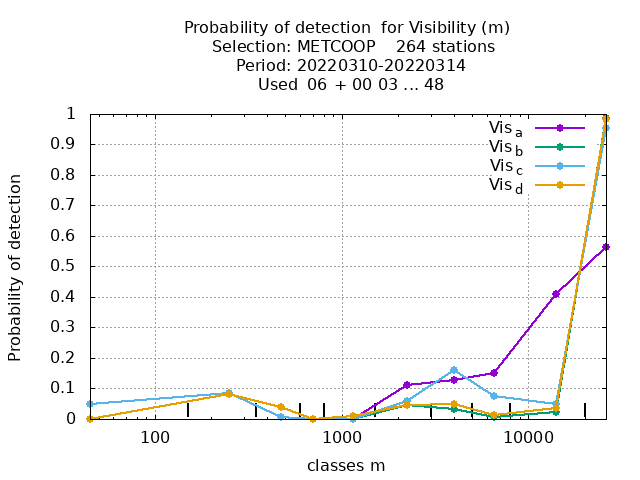 Probability of detection  for Visibility (m)
Selection: METCOOP    264 stations
Period: 20220310-20220314
Used  06 + 00 03 ... 48
Probability of detection
1
0.9
0.8
0.7
0.6
0.5
0.4
0.3
0.2
0.1
0
Vis a
Vis b
Vis c
Vis d
100 1000 10000
classes m